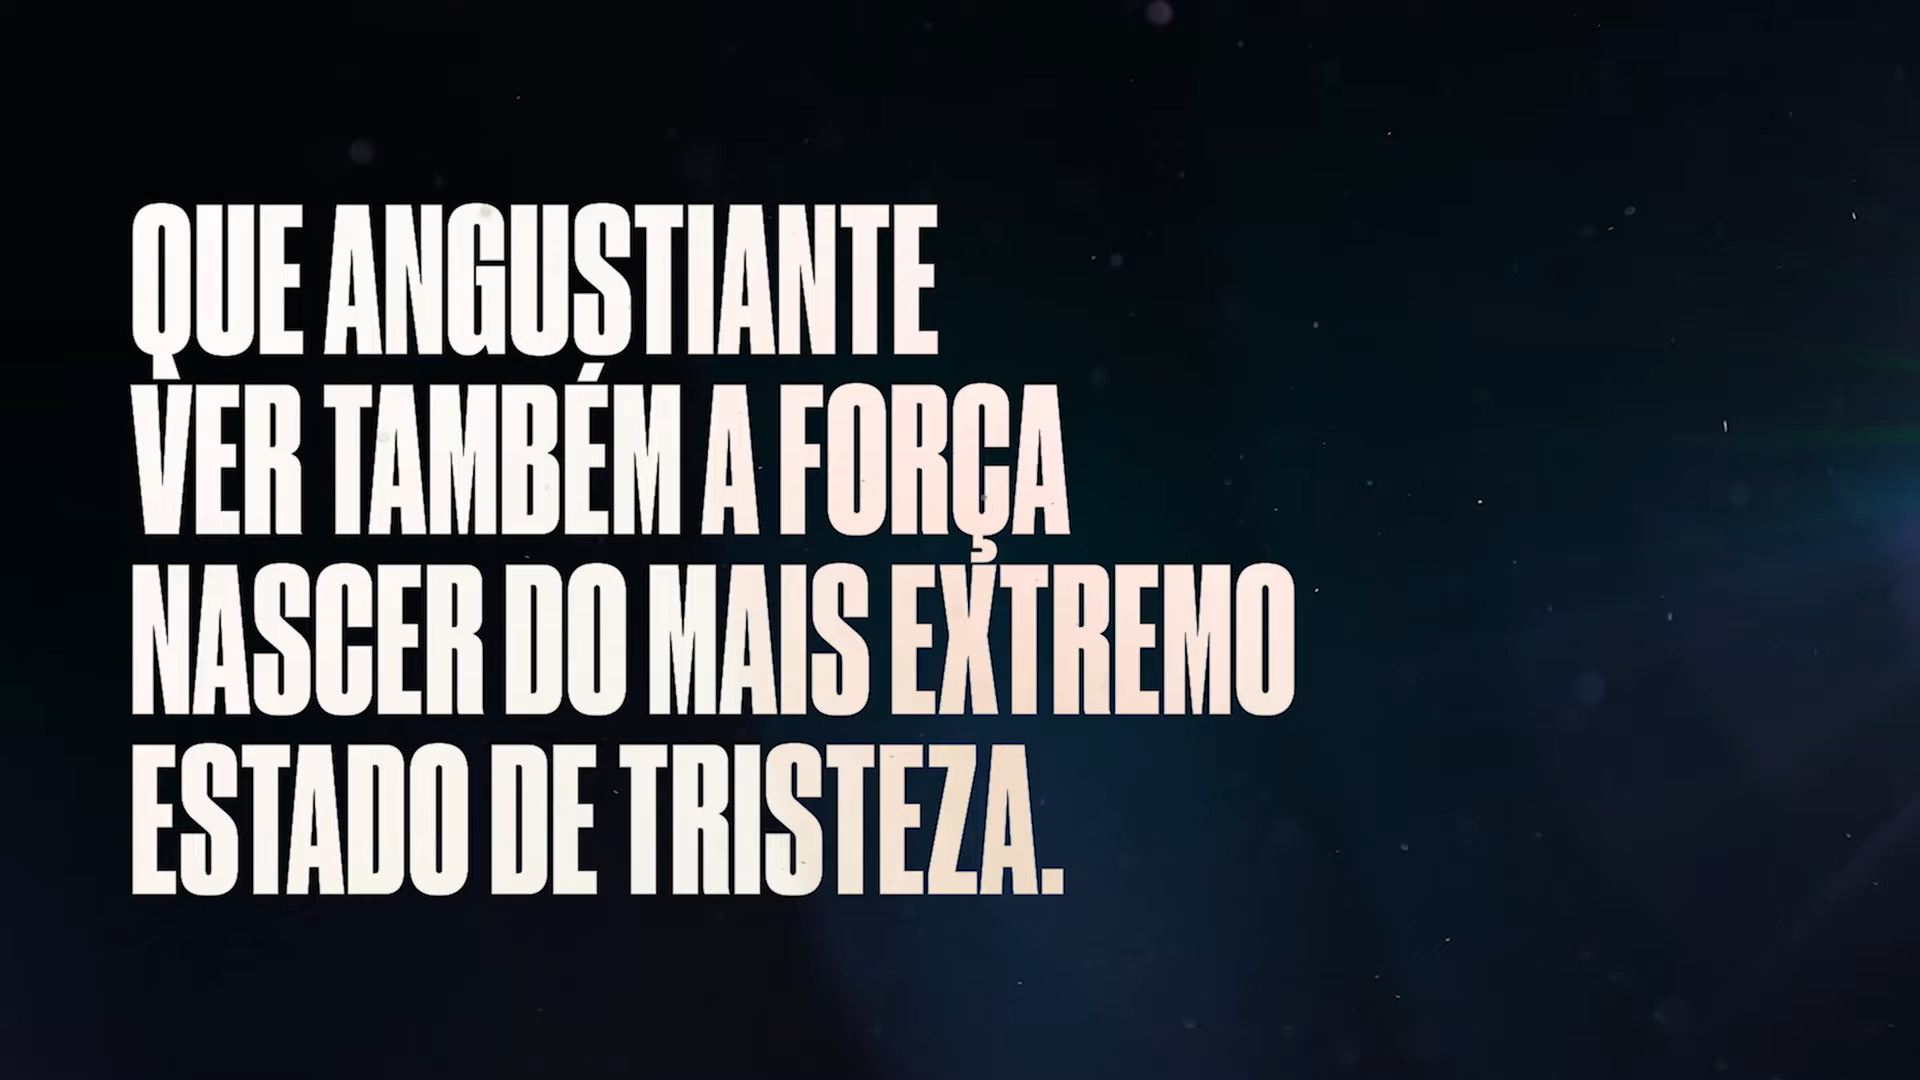 QUE ANGUSTIANTE
VER TAMBÉM A FORÇA
NASCER DO MAIS EXTREMO
ESTADO DE TRISTEZA.